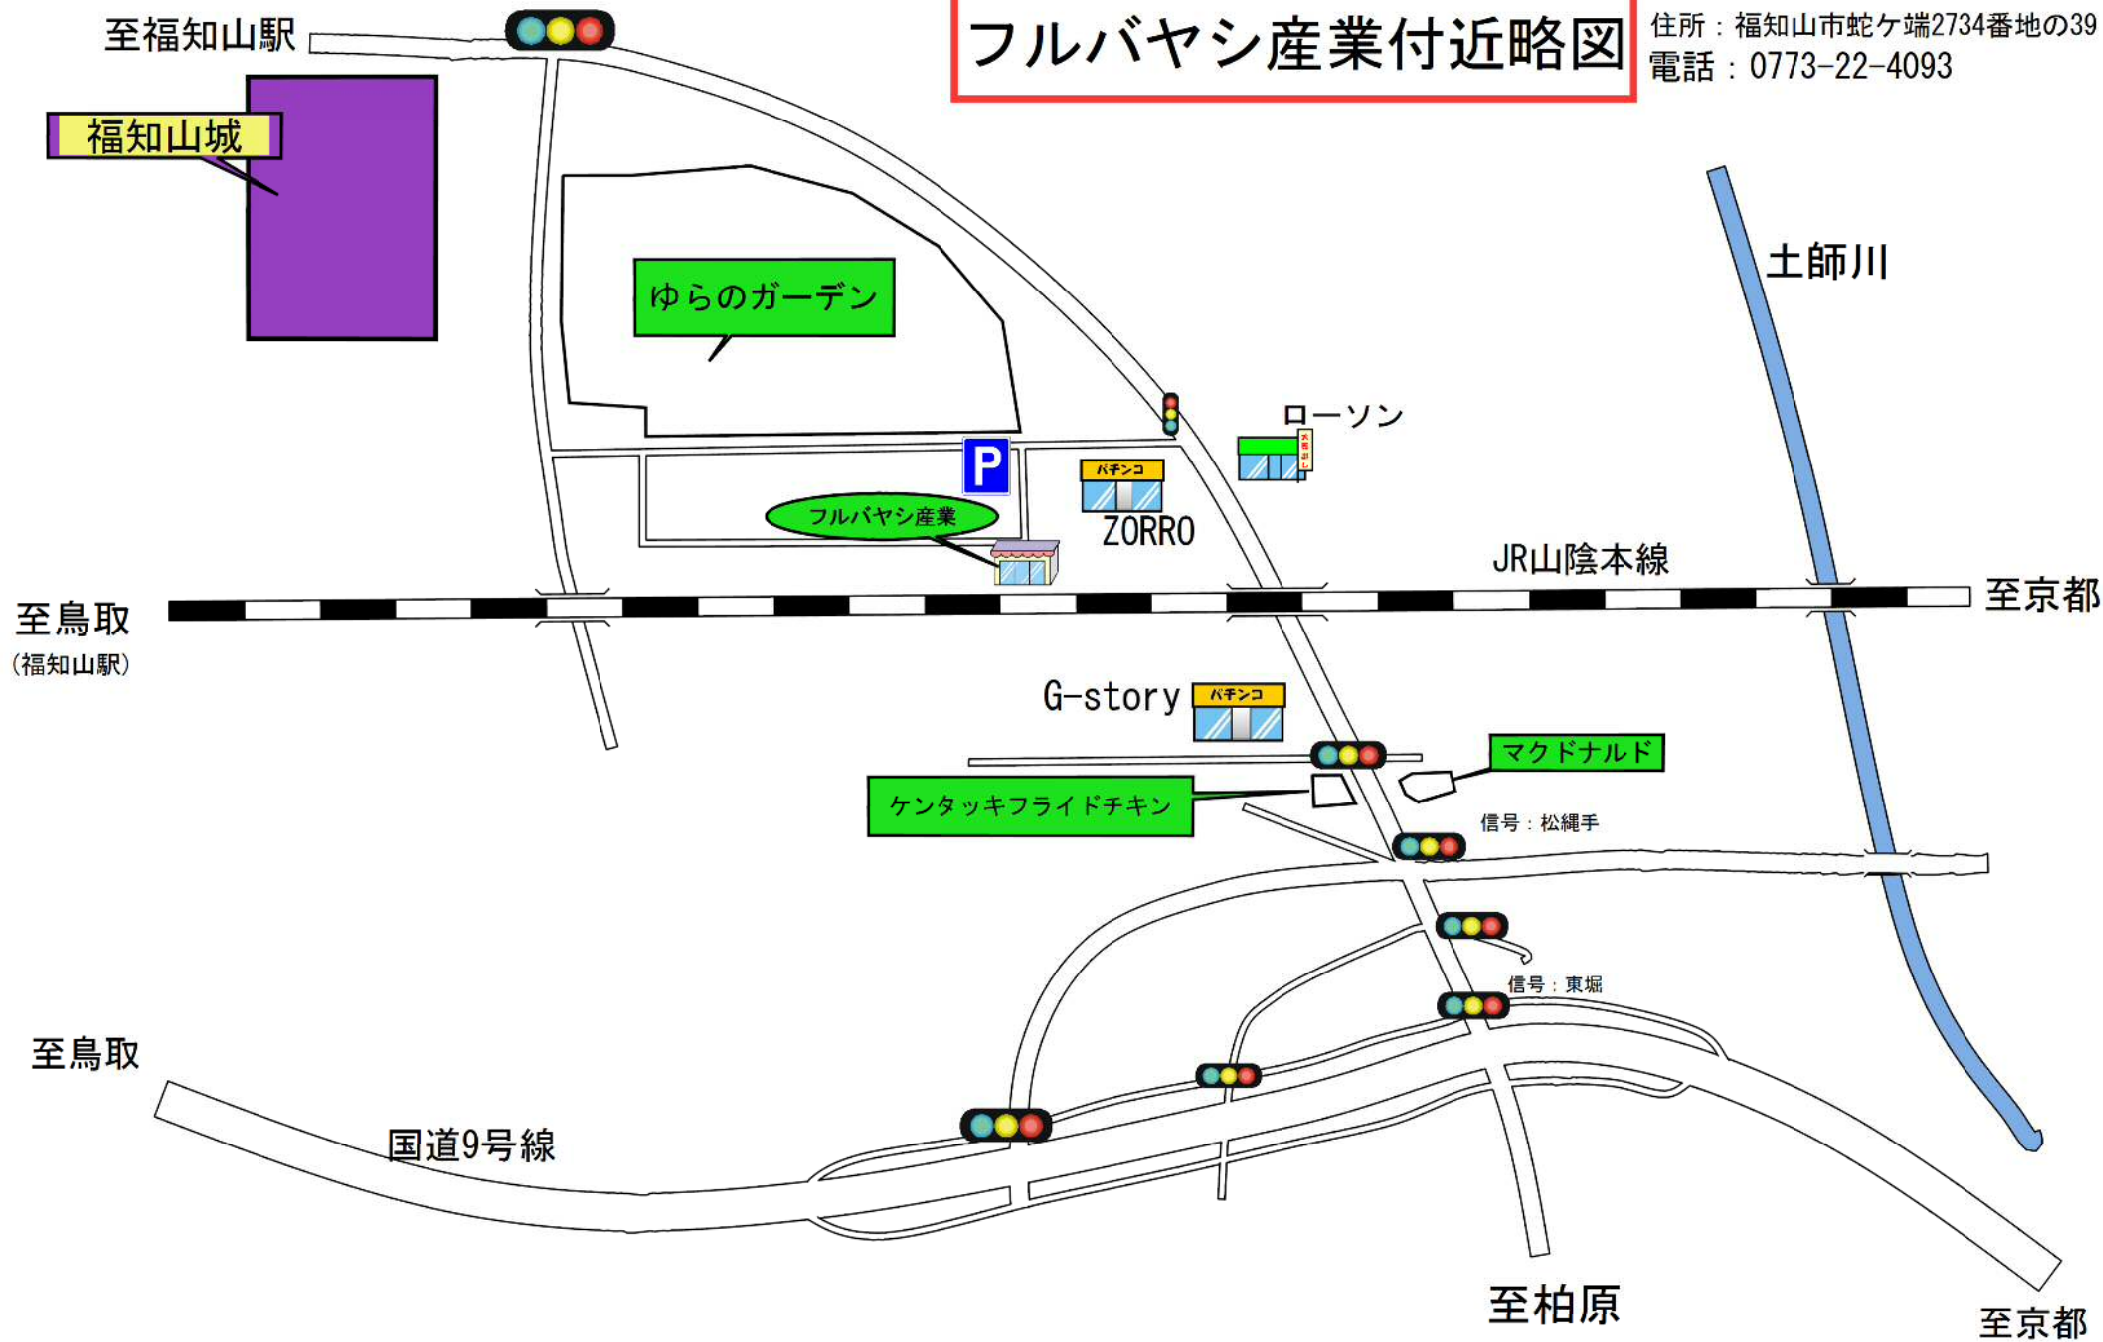 フルバヤシ産業付近略図
住所：福知山市蛇ケ端2734番地の39
電話：0773-22-4093
至福知山駅
福知山城
ゆらのガーデン
土師川
ローソン
P
パチンコ
ZORRO
フルバヤシ産業
JR山陰本線
至京都
至鳥取
(福知山駅)
G-story
パチンコ
マクドナルド
ケンタッキフライドチキン
信号：松縄手
信号：東堀
至鳥取
国道9号線
至柏原
至京都